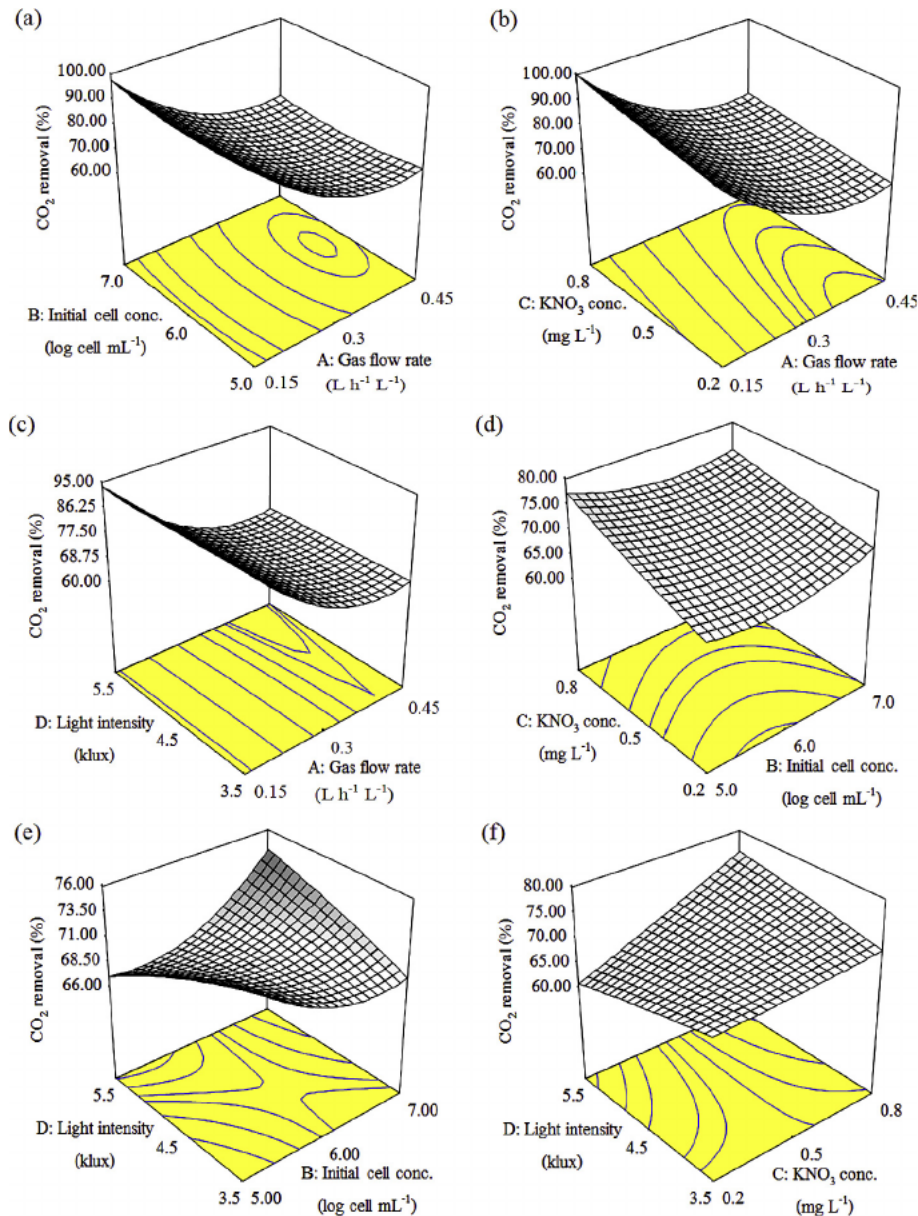 (a)
100.00
90.00
80.00
70.00
60.00
CO₂ removal (%)
7.0
B: Initial cell conc.
6.0
(log cell mL⁻¹)
5.0
0.15
0.3
0.45
A: Gas flow rate
(L h⁻¹ L⁻¹)
(b)
100.00
90.00
80.00
70.00
60.00
CO₂ removal (%)
0.8
C: KNO₃ conc.
0.5
(mg L⁻¹)
0.2
0.15
0.3
0.45
A: Gas flow rate
(L h⁻¹ L⁻¹)
(c)
95.00
86.25
77.50
68.75
60.00
CO₂ removal (%)
5.5
D: Light intensity
4.5
(klux)
3.5
0.15
0.3
0.45
A: Gas flow rate
(L h⁻¹ L⁻¹)
(d)
80.00
75.00
70.00
65.00
60.00
CO₂ removal (%)
0.8
C: KNO₃ conc.
0.5
(mg L⁻¹)
0.2
5.0
6.0
7.0
B: Initial cell conc.
(log cell mL⁻¹)
(e)
76.00
73.50
71.00
68.50
66.00
CO₂ removal (%)
5.5
D: Light intensity
4.5
(klux)
3.5
5.00
6.00
7.00
B: Initial cell conc.
(log cell mL⁻¹)
(f)
80.00
75.00
70.00
65.00
60.00
CO₂ removal (%)
5.5
D: Light intensity
4.5
(klux)
3.5
0.2
0.5
0.8
C: KNO₃ conc.
(mg L⁻¹)